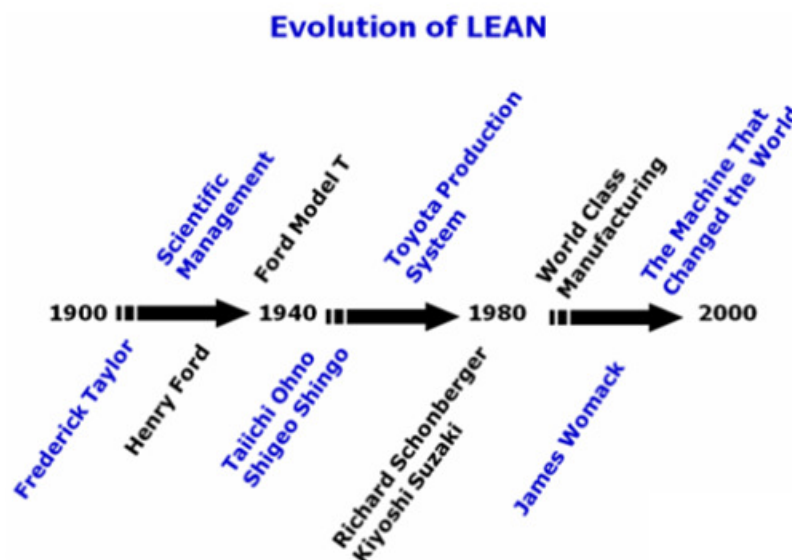 Evolution of LEAN
Scientific
Management
Ford Model T
Toyota Production
System
World Class
Manufacturing
The Machine That
Changed the World
1900
1940
1980
2000
Frederick Taylor
Henry Ford
Taiichi Ohno
Shigeo Shingo
Richard Schonberger
Kiyoshi Suzaki
James Womack